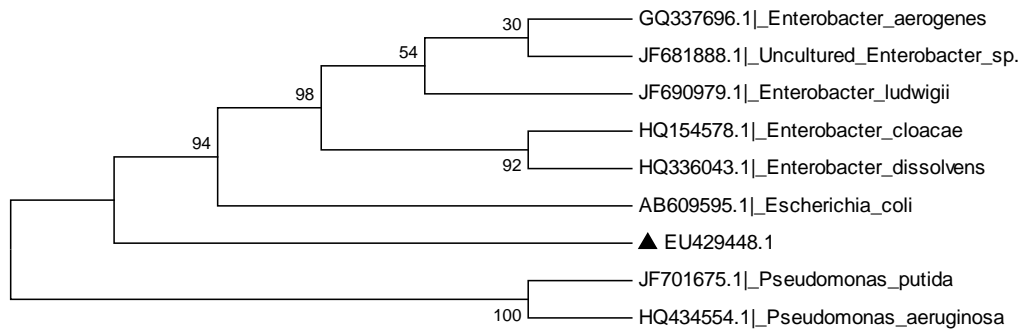 30
GQ337696.1|_Enterobacter_aerogenes
54
JF681888.1|_Uncultured_Enterobacter_sp.
98
JF690979.1|_Enterobacter_ludwigii
HQ154578.1|_Enterobacter_cloacae
94
92
HQ336043.1|_Enterobacter_dissolvens
AB609595.1|_Escherichia_coli
EU429448.1
JF701675.1|_Pseudomonas_putida
100
HQ434554.1|_Pseudomonas_aeruginosa